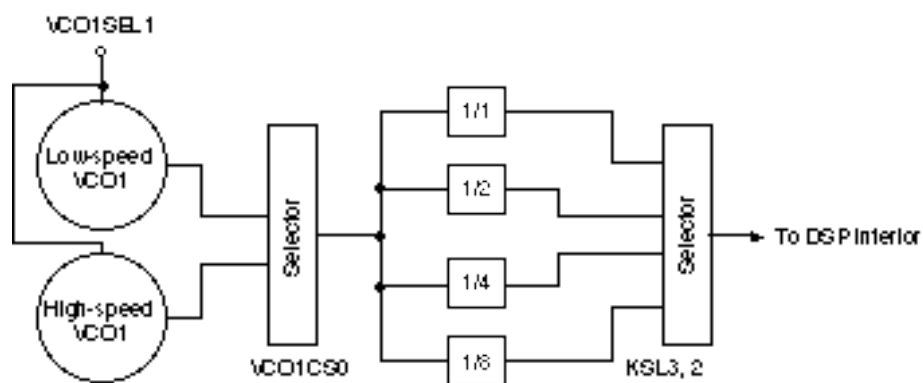 VCO1SEL1
Low-speed
VCO1
High-speed
VCO1
Selector
VCO1CS0
1/1
1/2
1/4
1/8
Selector
KSL3, 2
To DSP interior